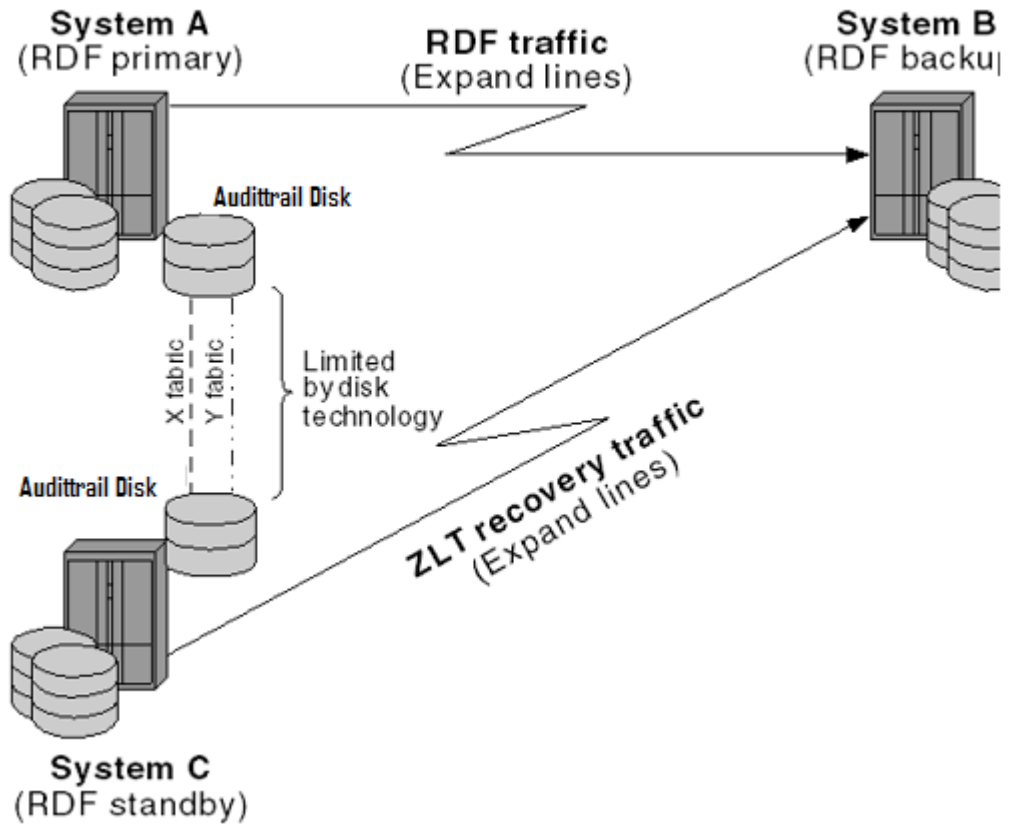 System A
(RDF primary)
RDF traffic
(Expand lines)
System B
(RDF backu
Audittrail Disk
X fabric
Y fabric
Limited
by disk
technology
Audittrail Disk
ZLT recovery traffic
(Expand lines)
System C
(RDF standby)